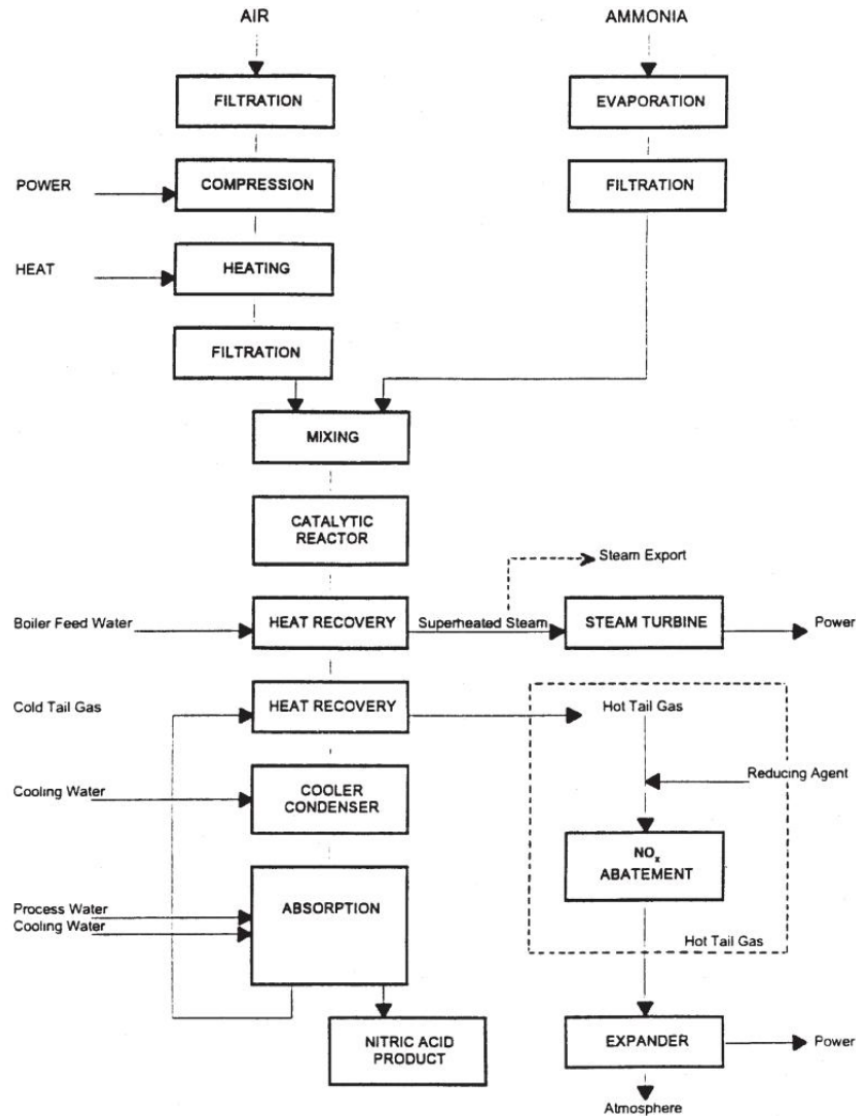 AIR
AMMONIA
FILTRATION
EVAPORATION
POWER
COMPRESSION
FILTRATION
HEAT
HEATING
FILTRATION
MIXING
CATALYTIC
REACTOR
Steam Export
Boiler Feed Water
HEAT RECOVERY
Superheated Steam
STEAM TURBINE
Power
Cold Tail Gas
HEAT RECOVERY
Hot Tail Gas
Reducing Agent
Cooling Water
COOLER
CONDENSER
NOx
ABATEMENT
Process Water
Cooling Water
ABSORPTION
Hot Tail Gas
NITRIC ACID
PRODUCT
EXPANDER
Power
Atmosphere